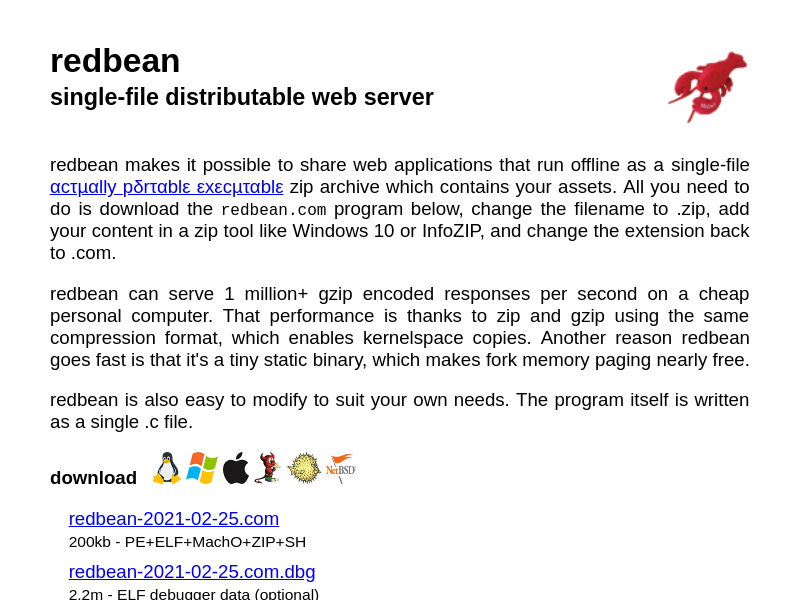 redbean
single-file distributable web server
redbean makes it possible to share web applications that run offline as a single-file
αcτµαlly pδrταblε εxεcµταblε zip archive which contains your assets. All you need to
do is download the redbean.com program below, change the filename to .zip, add
your content in a zip tool like Windows 10 or InfoZIP, and change the extension back
to .com.
redbean can serve 1 million+ gzip encoded responses per second on a cheap
personal computer. That performance is thanks to zip and gzip using the same
compression format, which enables kernelspace copies. Another reason redbean
goes fast is that it's a tiny static binary, which makes fork memory paging nearly free.
redbean is also easy to modify to suit your own needs. The program itself is written
as a single .c file.
download NetBSD
redbean-2021-02-25.com
200kb - PE+ELF+MachO+ZIP+SH
redbean-2021-02-25.com.dbg
2.2m - ELF debugger data (optional)